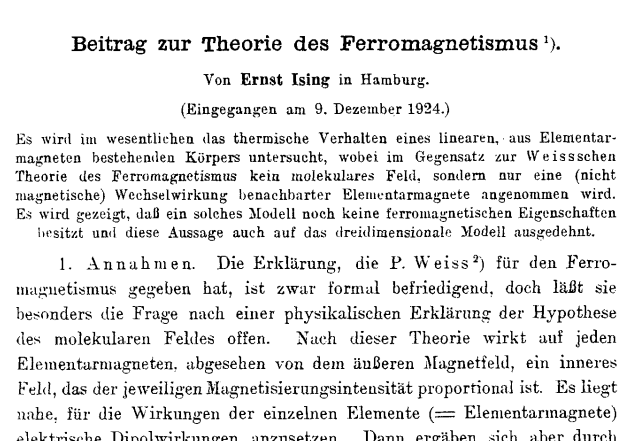 Beitrag zur Theorie des Ferromagnetismus ¹).
Von Ernst Ising in Hamburg.
(Eingegangen am 9. Dezember 1924.)
Es wird im wesentlichen das thermische Verhalten eines linearen, aus Elementar-
magneten bestehenden Körpers untersucht, wobei im Gegensatz zur Weissschen
Theorie des Ferromagnetismus kein molekulares Feld, sondern nur eine (nicht
magnetische) Wechselwirkung benachbarter Elementarmagnete angenommen wird.
Es wird gezeigt, daß ein solches Modell noch keine ferromagnetischen Eigenschaften
besitzt und diese Aussage auch auf das dreidimensionale Modell ausgedehnt.
1. Annahmen. Die Erklärung, die P. Weiss ²) für den Ferro-
magnetismus gegeben hat, ist zwar formal befriedigend, doch läßt sie
besonders die Frage nach einer physikalischen Erklärung der Hypothese
des molekularen Feldes offen. Nach dieser Theorie wirkt auf jeden
Elementarmagneten, abgesehen von dem äußeren Magnetfeld, ein inneres
Feld, das der jeweiligen Magnetisierungsintensität proportional ist. Es liegt
nahe, für die Wirkungen der einzelnen Elemente (= Elementarmagnete)
elektrische Dipolwirkungen anzusetzen. Dann ergäben sich aber durch